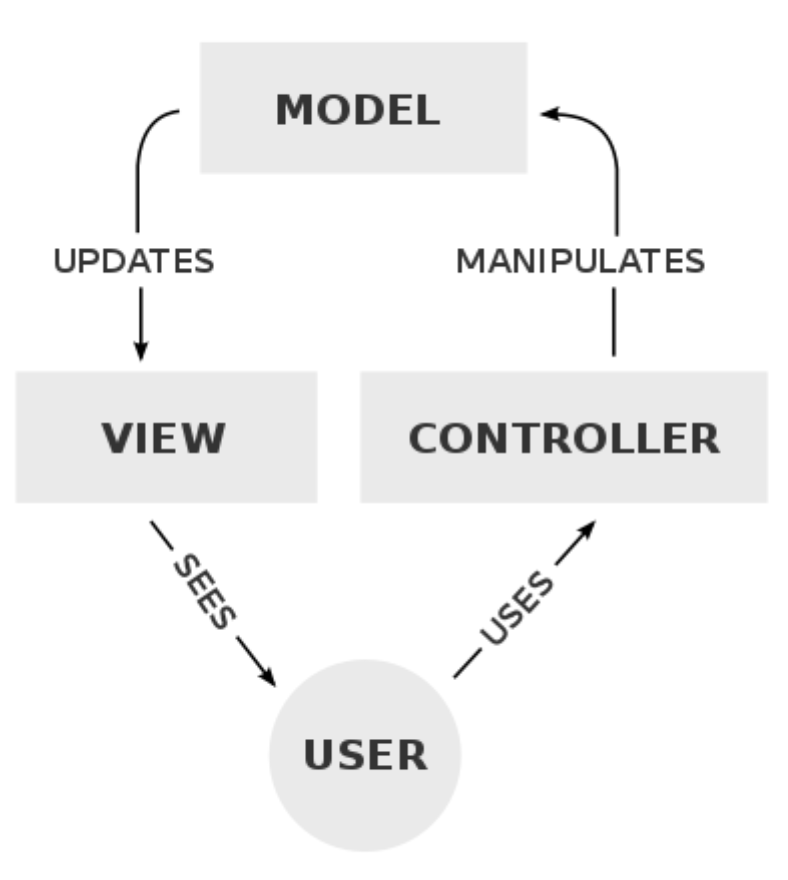 MODEL
UPDATES
MANIPULATES
VIEW
CONTROLLER
SEES
USES
USER